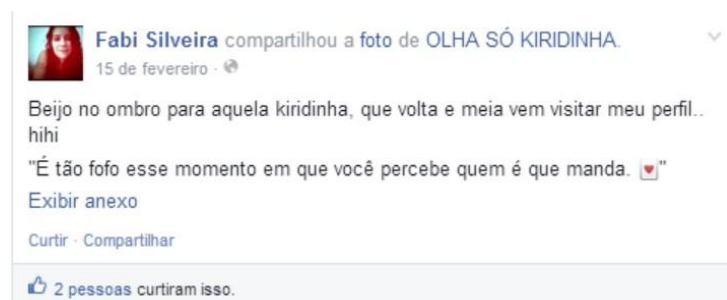 Fabi Silveira compartilhou a foto de OLHA SÓ KIRIDINHA.
15 de fevereiro ·
Beijo no ombro para aquela kiridinha, que volta e meia vem visitar meu perfil..
hihi
"É tão fofo esse momento em que você percebe quem é que manda. 💌"
Exibir anexo
Curtir · Compartilhar
2 pessoas curtiram isso.